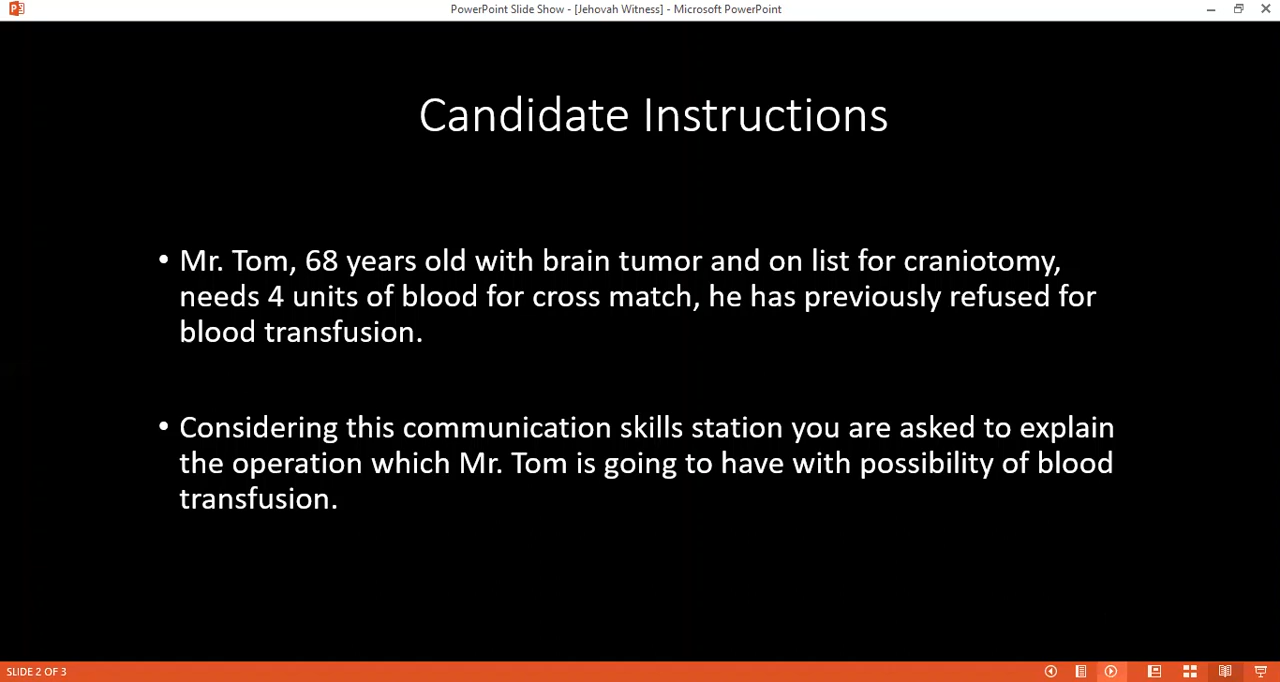 PowerPoint Slide Show - [Jehovah Witness] - Microsoft PowerPoint
Candidate Instructions
• Mr. Tom, 68 years old with brain tumor and on list for craniotomy,
needs 4 units of blood for cross match, he has previously refused for
blood transfusion.
• Considering this communication skills station you are asked to explain
the operation which Mr. Tom is going to have with possibility of blood
transfusion.
SLIDE 2 OF 3